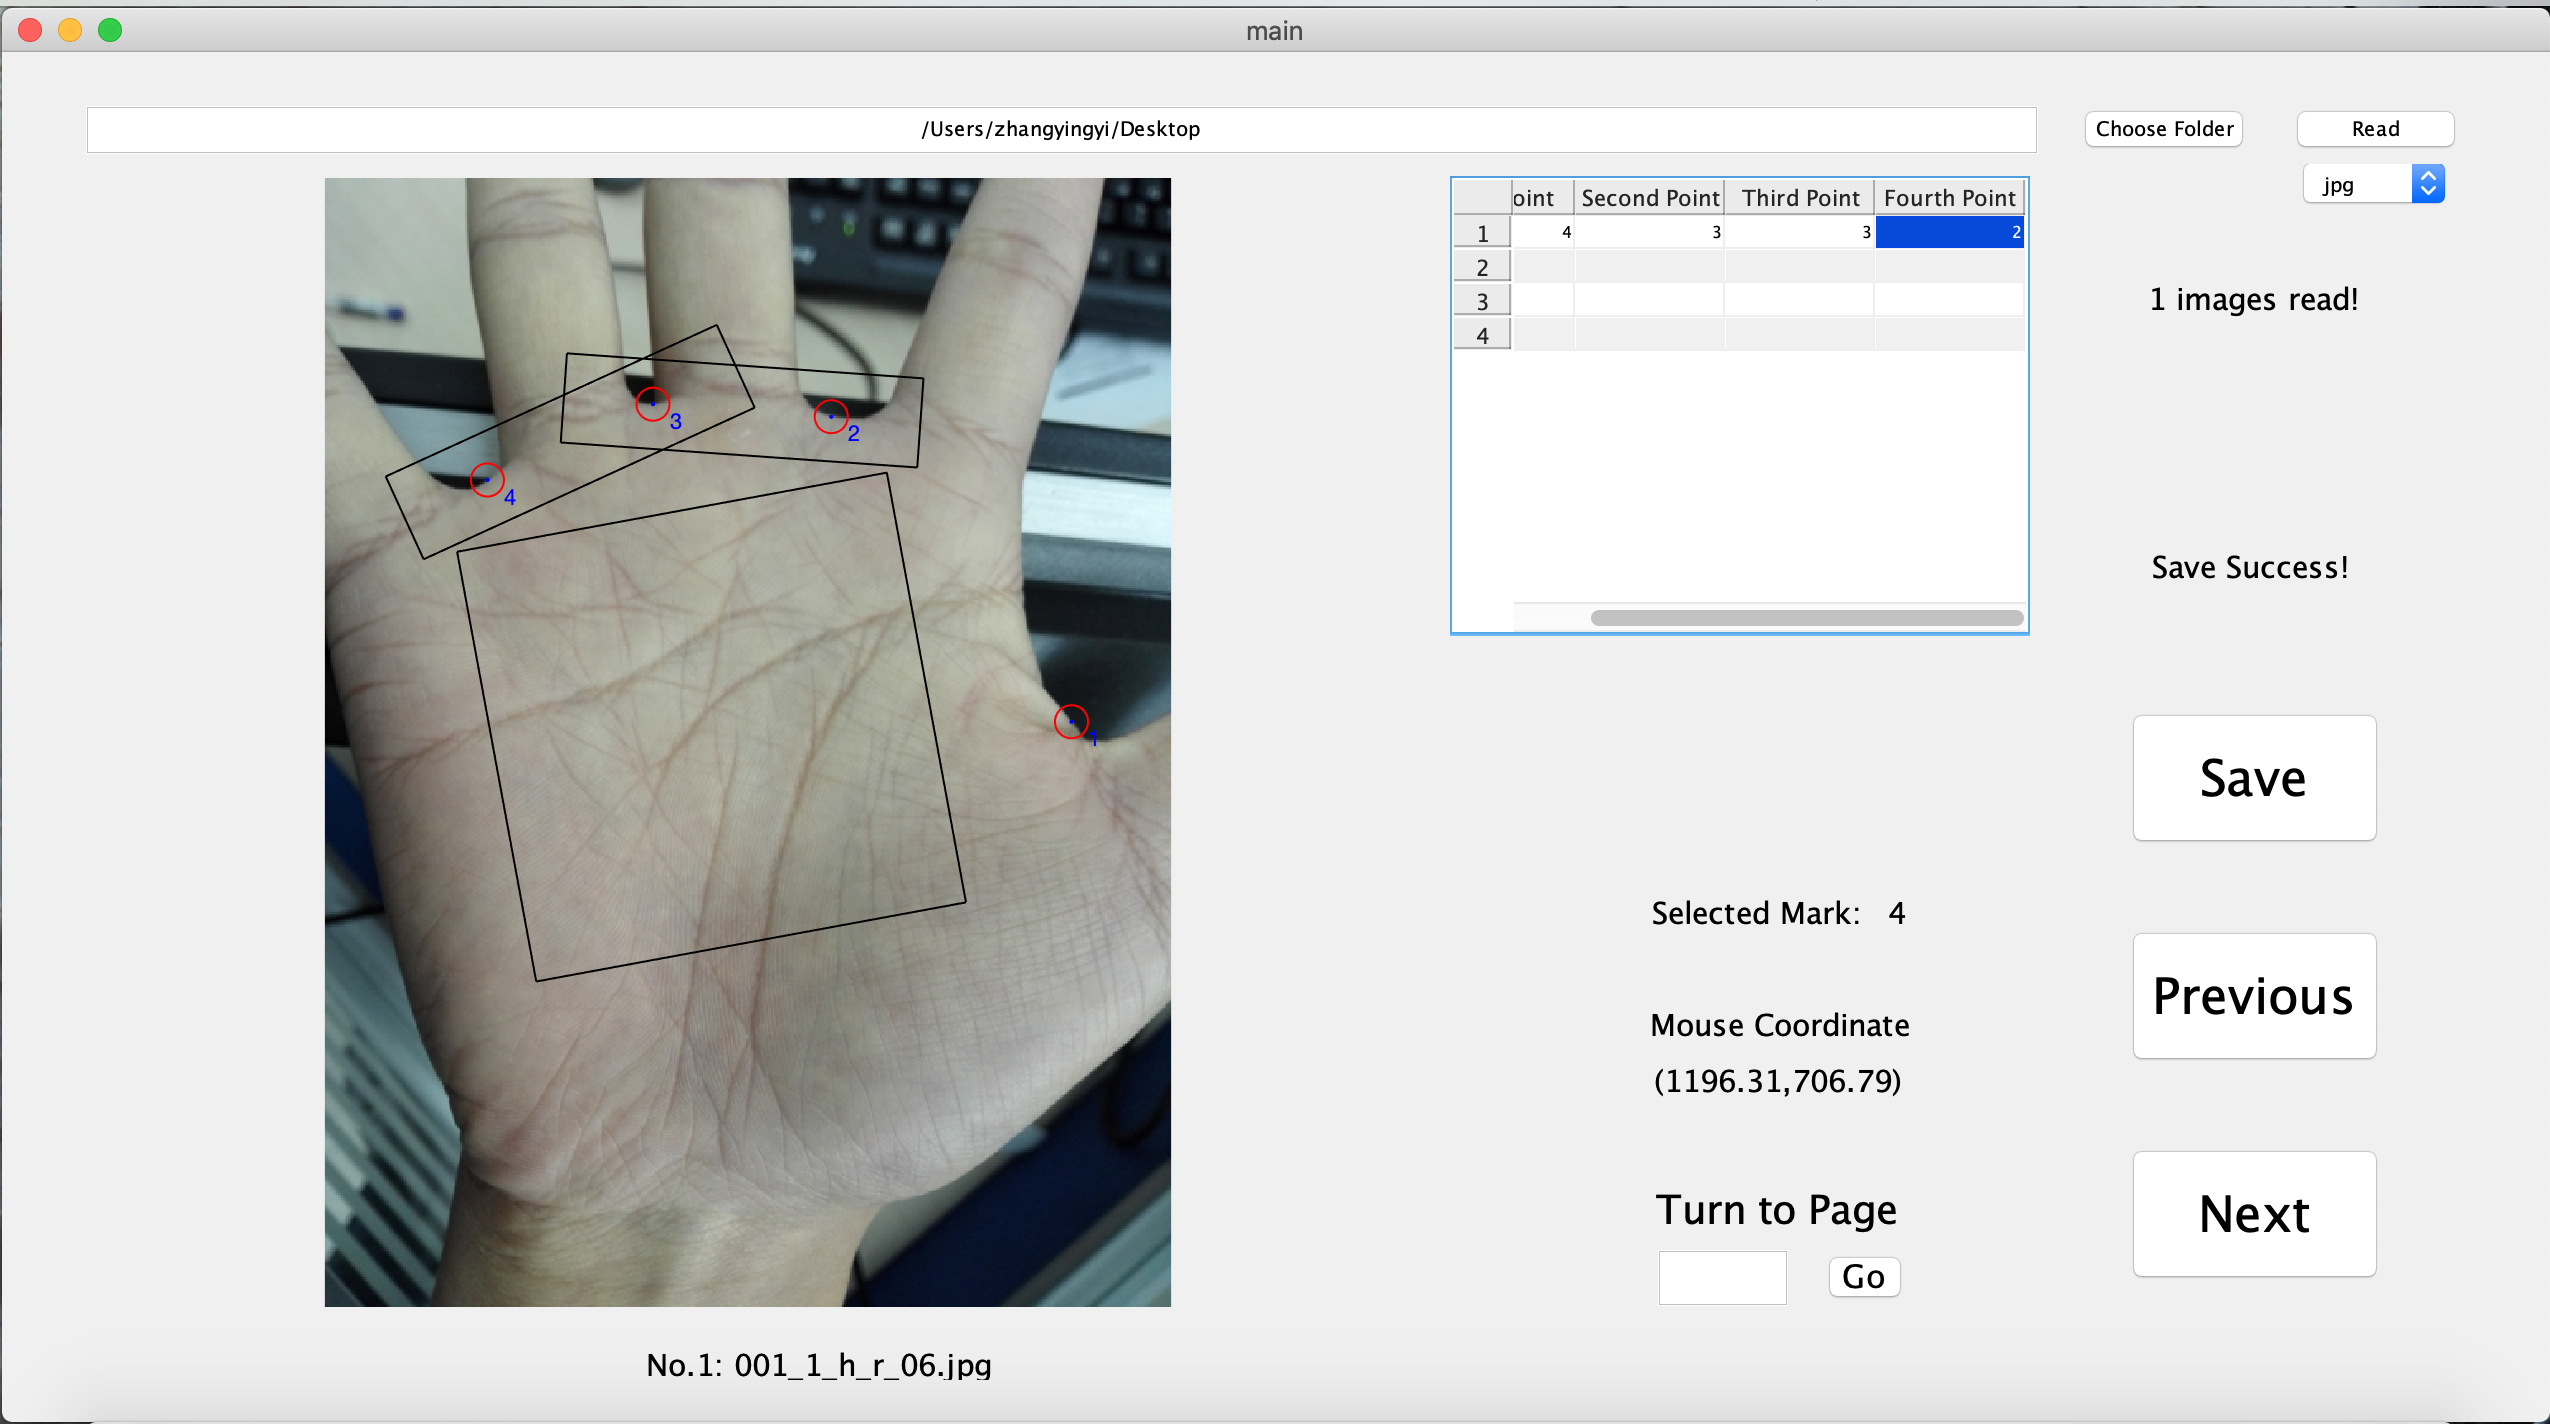 main
/Users/zhangyingyi/Desktop
Choose Folder
Read
jpg
oint Second Point Third Point Fourth Point
1 4 3 3 2
2
3
4
1 images read!
Save Success!
3
2
4
1
Save
Selected Mark: 4
Previous
Mouse Coordinate
(1196.31,706.79)
Turn to Page
Go
Next
No.1: 001_1_h_r_06.jpg